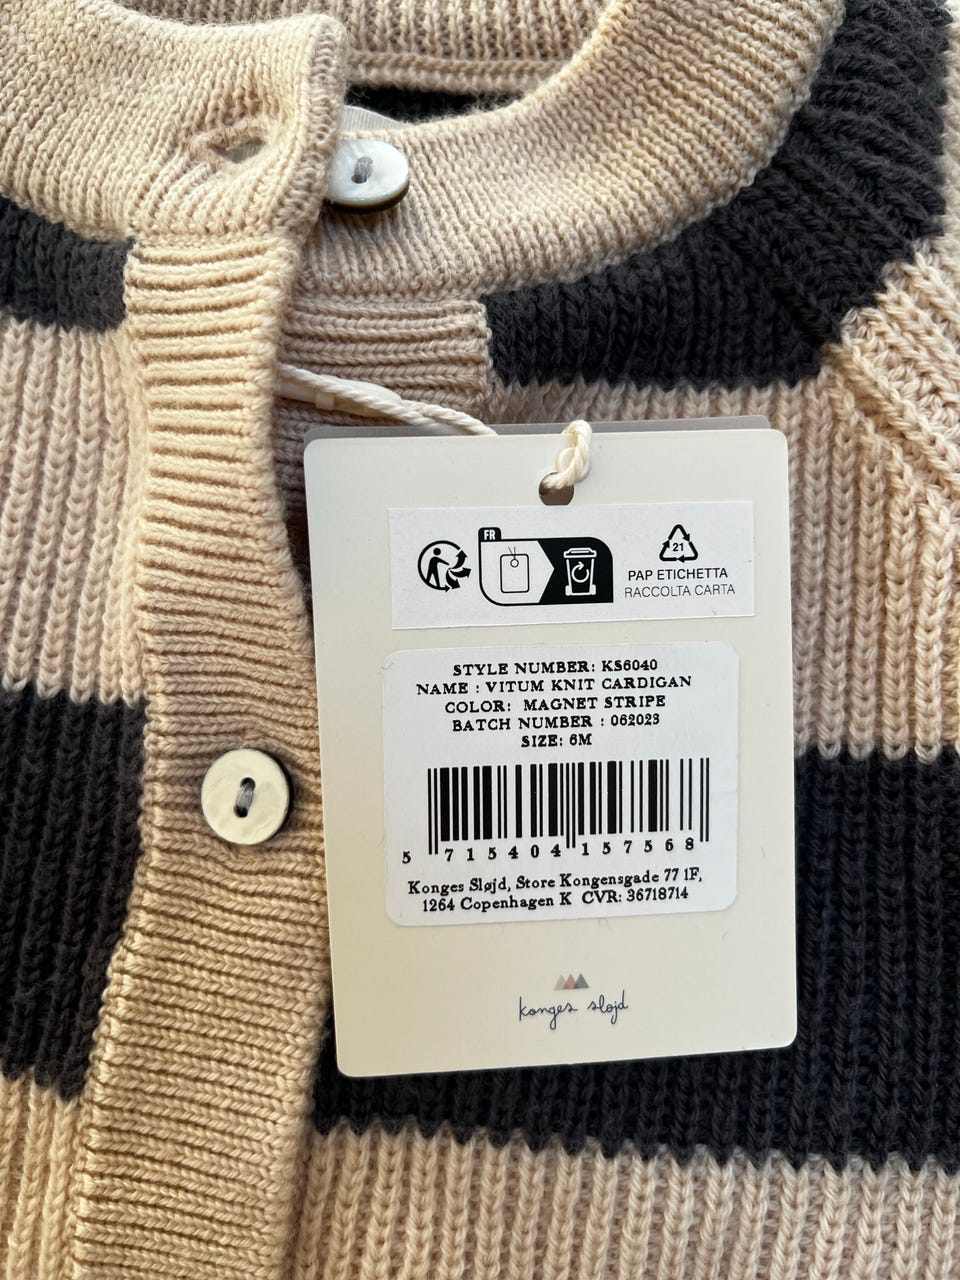 FR
21
PAP ETICHETTA
RACCOLTA CARTA
STYLE NUMBER: KS6040
NAME : VITUM KNIT CARDIGAN
COLOR: MAGNET STRIPE
BATCH NUMBER : 062023
SIZE: 6M
5 715404 157568
Konges Sløjd, Store Kongensgade 77 1F,
1264 Copenhagen K CVR: 36718714
konges sløjd